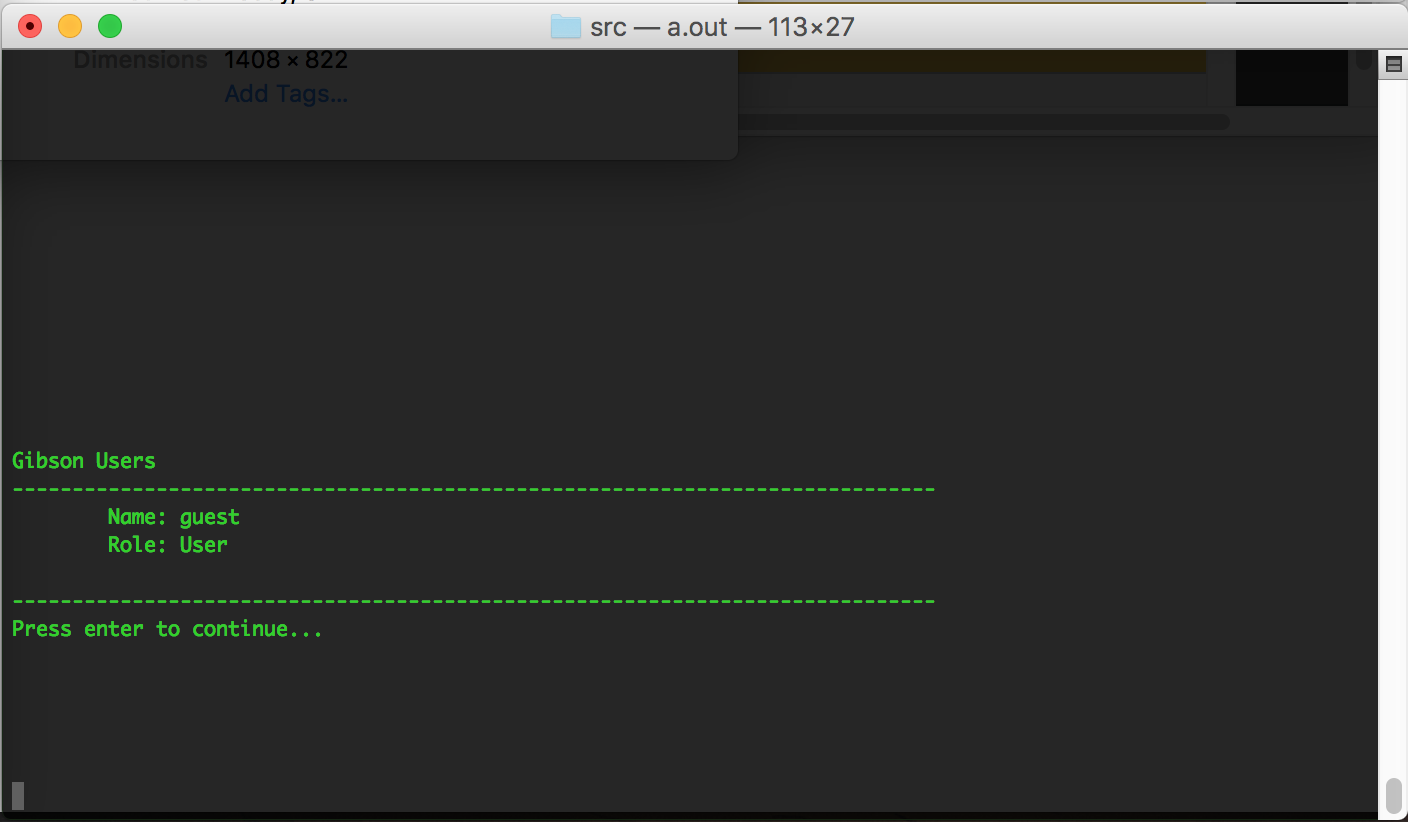 src — a.out — 113×27
Dimensions 1408 × 822
Add Tags...
Gibson Users
-----------------------------------------------------------------------------
Name: guest
Role: User
-----------------------------------------------------------------------------
Press enter to continue...